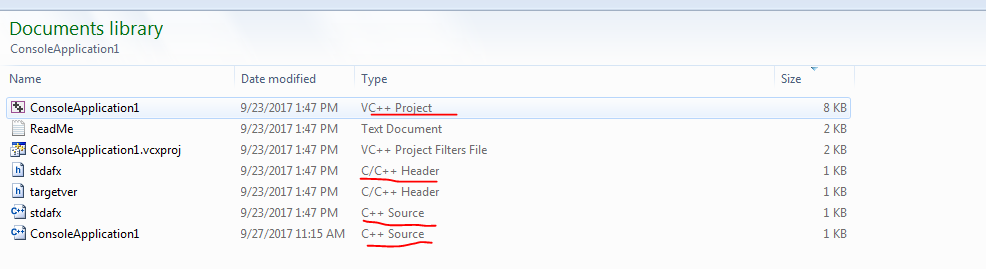 Documents library
ConsoleApplication1
Name Date modified Type Size
ConsoleApplication1 9/23/2017 1:47 PM VC++ Project 8 KB
ReadMe 9/23/2017 1:47 PM Text Document 2 KB
ConsoleApplication1.vcxproj 9/23/2017 1:47 PM VC++ Project Filters File 2 KB
stdafx 9/23/2017 1:47 PM C/C++ Header 1 KB
targetver 9/23/2017 1:47 PM C/C++ Header 1 KB
stdafx 9/23/2017 1:47 PM C++ Source 1 KB
ConsoleApplication1 9/27/2017 11:15 AM C++ Source 1 KB